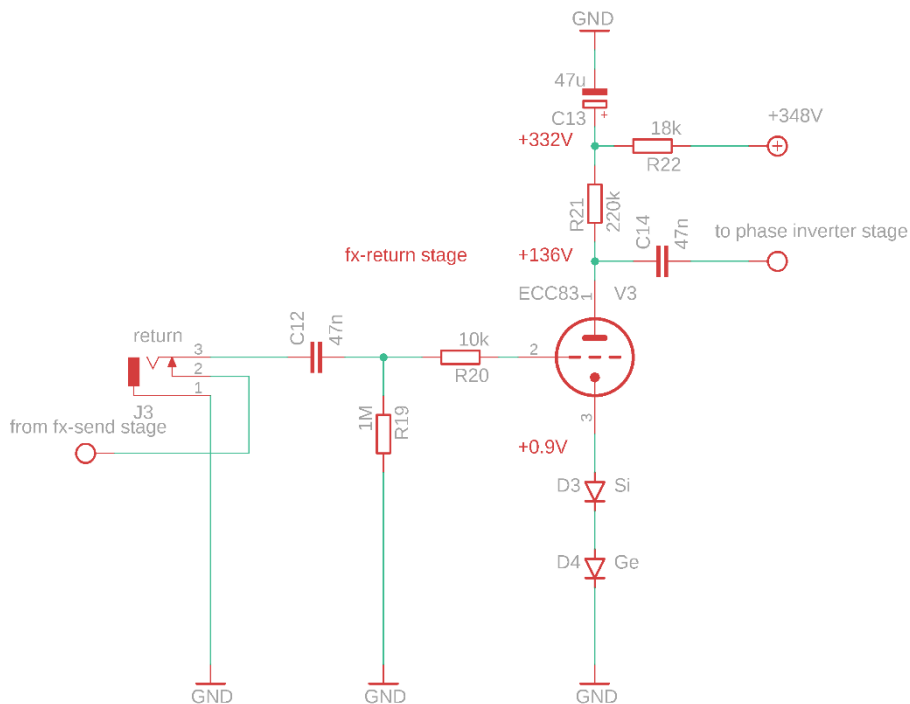 GND
47u
C13
+
+332V
18k
R22
+348V
+
R21
220k
C14
47n
to phase inverter stage
fx-return stage
+136V
ECC83
1
V3
C12
47n
return
3
2
1
J3
10k
R20
2
from fx-send stage
1M
R19
3
+0.9V
D3
Si
D4
Ge
GND
GND
GND